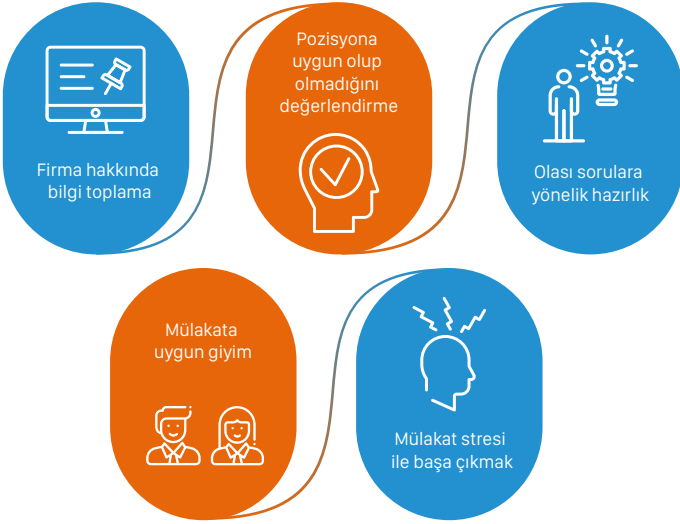 Firma hakkında
bilgi toplama
Pozisyona
uygun olup
olmadığını
değerlendirme
Olası sorulara
yönelik hazırlık
Mülakata
uygun giyim
Mülakat stresi
ile başa çıkmak